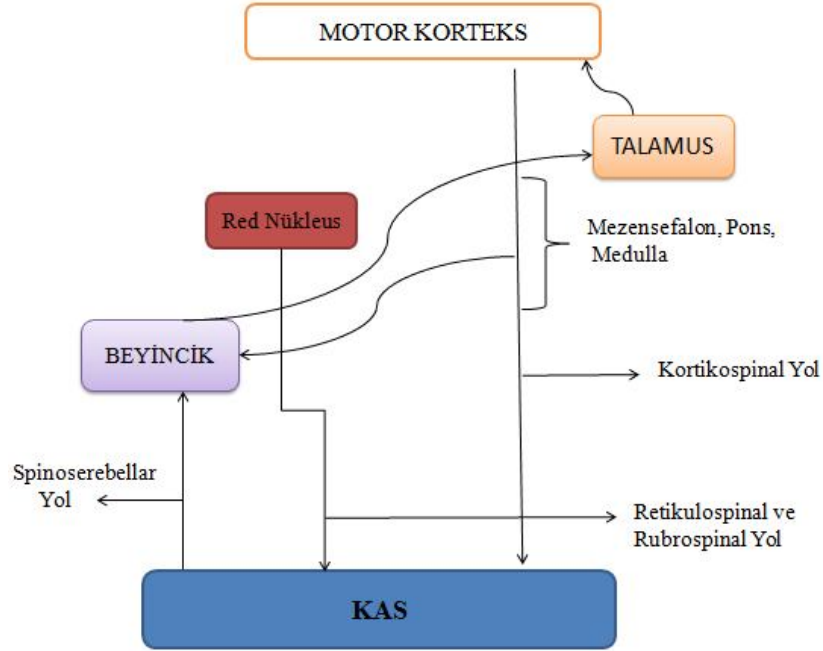 MOTOR KORTEKS
TALAMUS
Red Nükleus
Mezensefalon, Pons,
Medulla
BEYİNCİK
Kortikospinal Yol
Spinoserebellar
Yol
Retikulospinal ve
Rubrospinal Yol
KAS